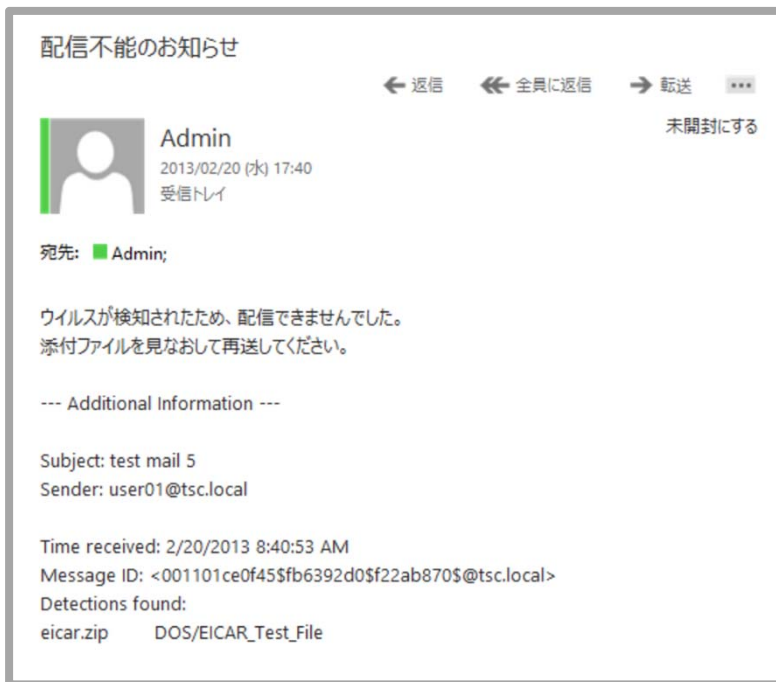 配信不能のお知らせ
返信 全員に返信 転送 ...
未開封にする
Admin
2013/02/20 (水) 17:40
受信トレイ
宛先: Admin;
ウイルスが検知されたため、配信できませんでした。
添付ファイルを見なおして再送してください。
--- Additional Information ---
Subject: test mail 5
Sender: user01@tsc.local
Time received: 2/20/2013 8:40:53 AM
Message ID: <001101ce0f45$fb6392d0$f22ab870$@tsc.local>
Detections found:
eicar.zip DOS/EICAR_Test_File